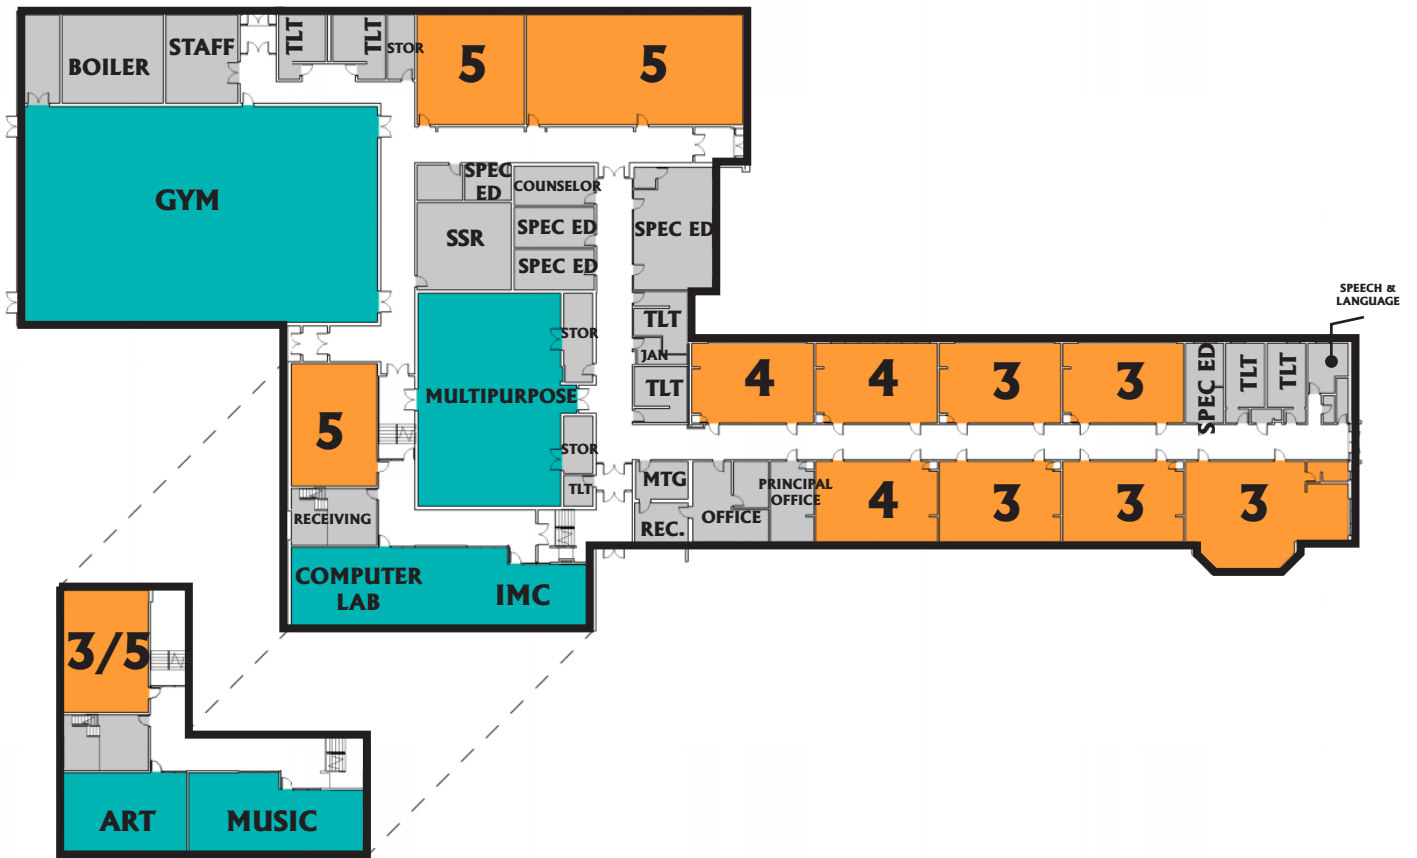 BOILER
STAFF
TLT
TLT
STOR
5
5
GYM
SPEC
ED
COUNSELOR
SSR
SPEC ED
SPEC ED
SPEC ED
SPEECH &
LANGUAGE
TLT
STOR
JAN
TLT
MULTIPURPOSE
4
4
3
3
SPEC ED
TLT
TLT
5
STOR
TLT
MTG
REC.
OFFICE
PRINCIPAL
OFFICE
4
3
3
3
RECEIVING
COMPUTER
LAB
IMC
3/5
ART
MUSIC